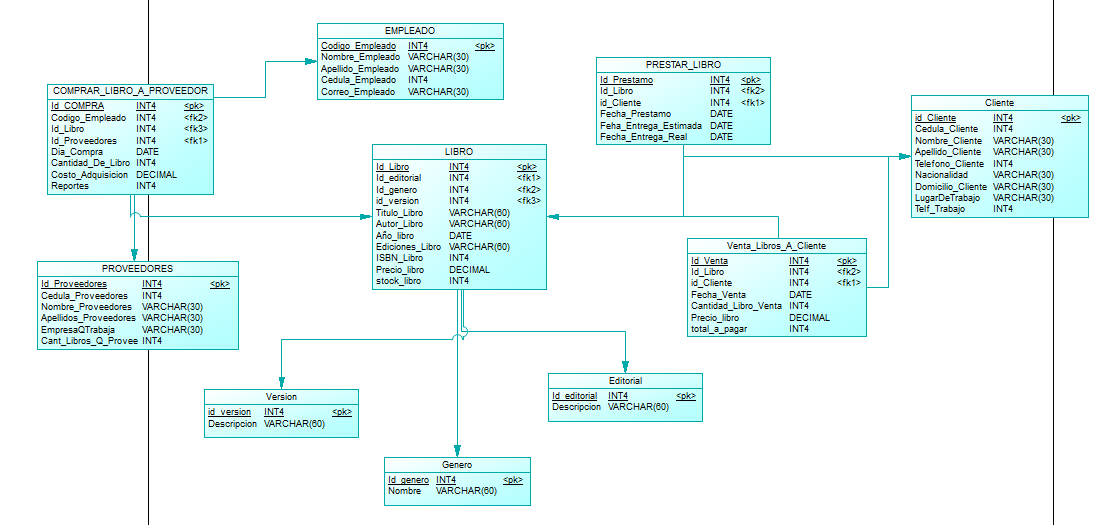 EMPLEADO
Codigo_Empleado INT4 <pk>
Nombre_Empleado VARCHAR(30)
Apellido_Empleado VARCHAR(30)
Cedula_Empleado INT4
Correo_Empleado VARCHAR(30)
COMPRAR_LIBRO_A_PROVEEDOR
Id_COMPRA INT4 <pk>
Codigo_Empleado INT4 <fk2>
Id_Libro INT4 <fk3>
Id_Proveedores INT4 <fk1>
Dia_Compra DATE
Cantidad_De_Libro INT4
Costo_Adquisicion DECIMAL
Reportes INT4
PRESTAR_LIBRO
Id_Prestamo INT4 <pk>
Id_Libro INT4 <fk2>
id_Cliente INT4 <fk1>
Fecha_Prestamo DATE
Feha_Entrega_Estimada DATE
Fecha_Entrega_Real DATE
Cliente
id_Cliente INT4 <pk>
Cedula_Cliente INT4
Nombre_Cliente VARCHAR(30)
Apellido_Cliente VARCHAR(30)
Telefono_Cliente INT4
Nacionalidad VARCHAR(30)
Domicilio_Cliente VARCHAR(30)
LugarDeTrabajo VARCHAR(30)
Telf_Trabajo INT4
LIBRO
Id_Libro INT4 <pk>
Id_editorial INT4 <fk1>
Id_genero INT4 <fk2>
id_version INT4 <fk3>
Titulo_Libro VARCHAR(60)
Autor_Libro VARCHAR(60)
Año_libro DATE
Ediciones_Libro VARCHAR(60)
ISBN_Libro INT4
Precio_libro DECIMAL
stock_libro INT4
Venta_Libros_A_Cliente
Id_Venta INT4 <pk>
Id_Libro INT4 <fk2>
id_Cliente INT4 <fk1>
Fecha_Venta DATE
Cantidad_Libro_Venta INT4
Precio_libro DECIMAL
total_a_pagar INT4
PROVEEDORES
Id_Proveedores INT4 <pk>
Cedula_Proveedores INT4
Nombre_Proveedores VARCHAR(30)
Apellidos_Proveedores VARCHAR(30)
EmpresaQTrabaja VARCHAR(30)
Cant_Libros_Q_Provee INT4
Version
id_version INT4 <pk>
Descripcion VARCHAR(60)
Editorial
Id_editorial INT4 <pk>
Descripcion VARCHAR(60)
Genero
Id_genero INT4 <pk>
Nombre VARCHAR(60)